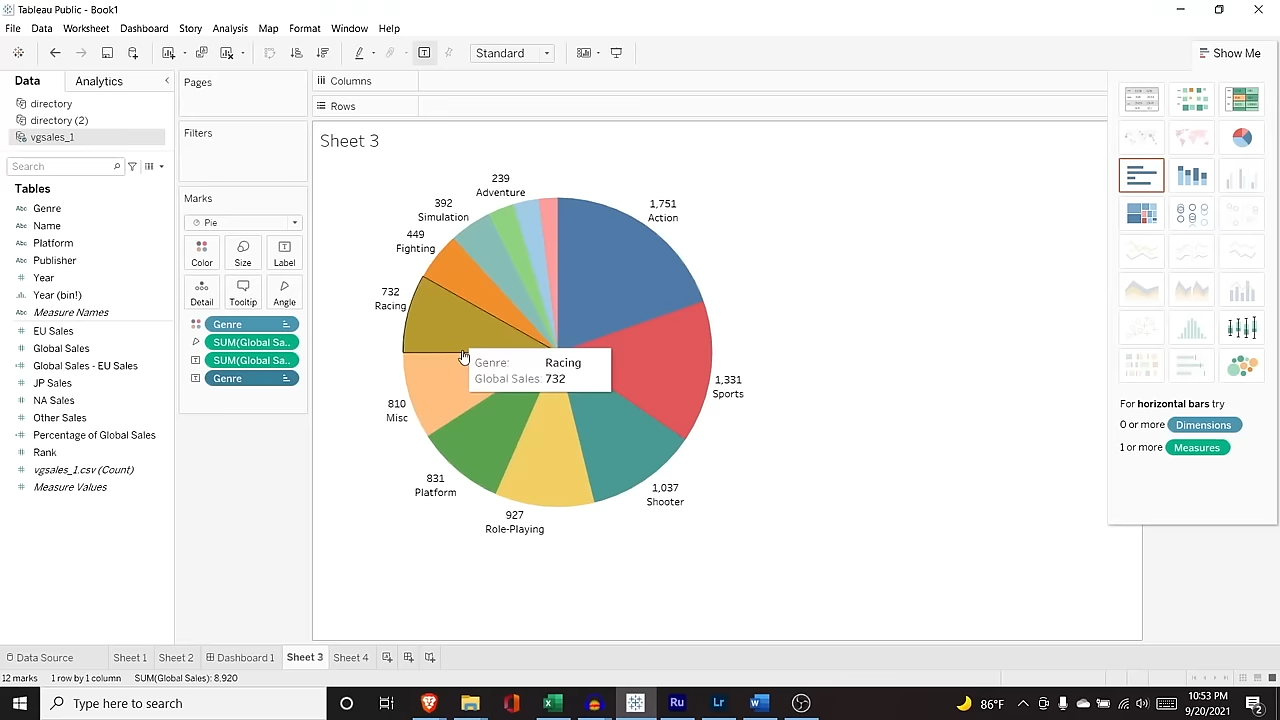 Tableau Public - Book1
File Data Worksheet Dashboard Story Analysis Map Format Window Help
Standard
Show Me
Data Analytics
directory
directory (2)
vgsales_1
Search
Tables
Abc Genre
Abc Name
Abc Platform
Abc Publisher
Year
Year (bin!)
Abc Measure Names
EU Sales
Global Sales
Global Sales - EU Sales
JP Sales
NA Sales
Other Sales
Percentage of Global Sales
Rank
vgsales_1.csv (Count)
Measure Values
Pages
Filters
Marks
Pie
Color Size Label
Detail Tooltip Angle
Genre
SUM(Global Sa..
SUM(Global Sa..
Genre
Columns
Rows
Sheet 3
239
Adventure
392
Simulation
449
Fighting
732
Racing
810
Misc
831
Platform
927
Role-Playing
1,037
Shooter
1,331
Sports
1,751
Action
Genre: Racing
Global Sales: 732
For horizontal bars try
0 or more Dimensions
1 or more Measures
Data Source Sheet 1 Sheet 2 Dashboard 1 Sheet 3 Sheet 4
12 marks 1 row by 1 column SUM(Global Sales): 8,920
Type here to search
Ru Lr
86°F
10:53 PM
9/20/2021
2